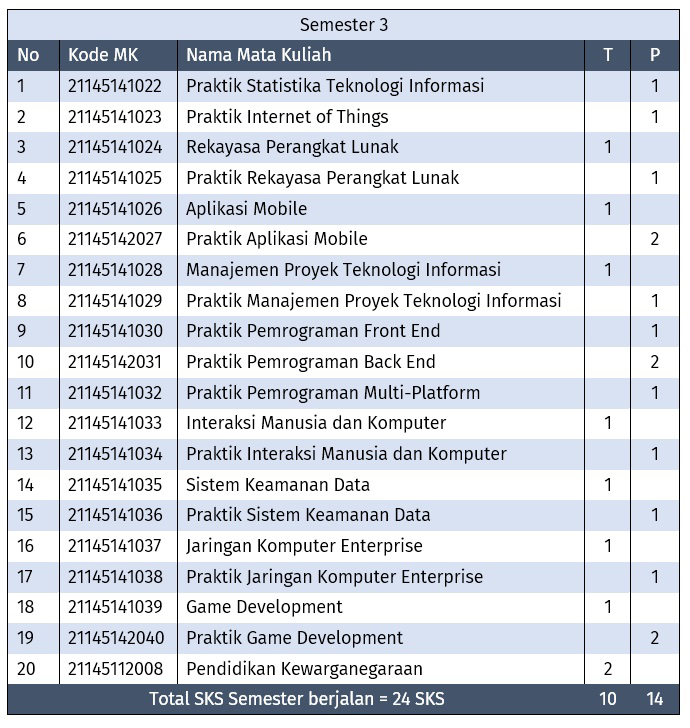 Semester 3
No Kode MK Nama Mata Kuliah T P
1 21145141022 Praktik Statistika Teknologi Informasi 1
2 21145141023 Praktik Internet of Things 1
3 21145141024 Rekayasa Perangkat Lunak 1
4 21145141025 Praktik Rekayasa Perangkat Lunak 1
5 21145141026 Aplikasi Mobile 1
6 21145142027 Praktik Aplikasi Mobile 2
7 21145141028 Manajemen Proyek Teknologi Informasi 1
8 21145141029 Praktik Manajemen Proyek Teknologi Informasi 1
9 21145141030 Praktik Pemrograman Front End 1
10 21145142031 Praktik Pemrograman Back End 2
11 21145141032 Praktik Pemrograman Multi-Platform 1
12 21145141033 Interaksi Manusia dan Komputer 1
13 21145141034 Praktik Interaksi Manusia dan Komputer 1
14 21145141035 Sistem Keamanan Data 1
15 21145141036 Praktik Sistem Keamanan Data 1
16 21145141037 Jaringan Komputer Enterprise 1
17 21145141038 Praktik Jaringan Komputer Enterprise 1
18 21145141039 Game Development 1
19 21145142040 Praktik Game Development 2
20 21145112008 Pendidikan Kewarganegaraan 2
Total SKS Semester berjalan = 24 SKS 10 14